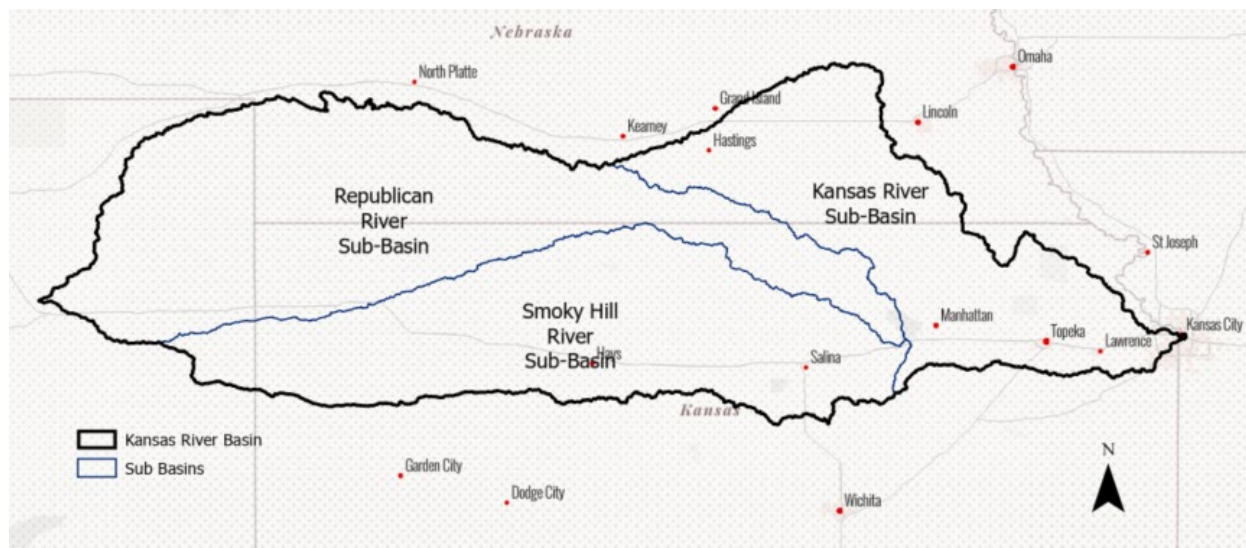 Nebraska
Omaha
North Platte
Grand Island
Lincoln
Kearney
Hastings
Republican
River
Sub-Basin
Kansas River
Sub-Basin
St Joseph
Smoky Hill
River
Sub-Basin
Hays
Manhattan
Topeka
Lawrence
Kansas City
Salina
Kansas
Kansas River Basin
Sub Basins
Garden City
Dodge City
Wichita
N